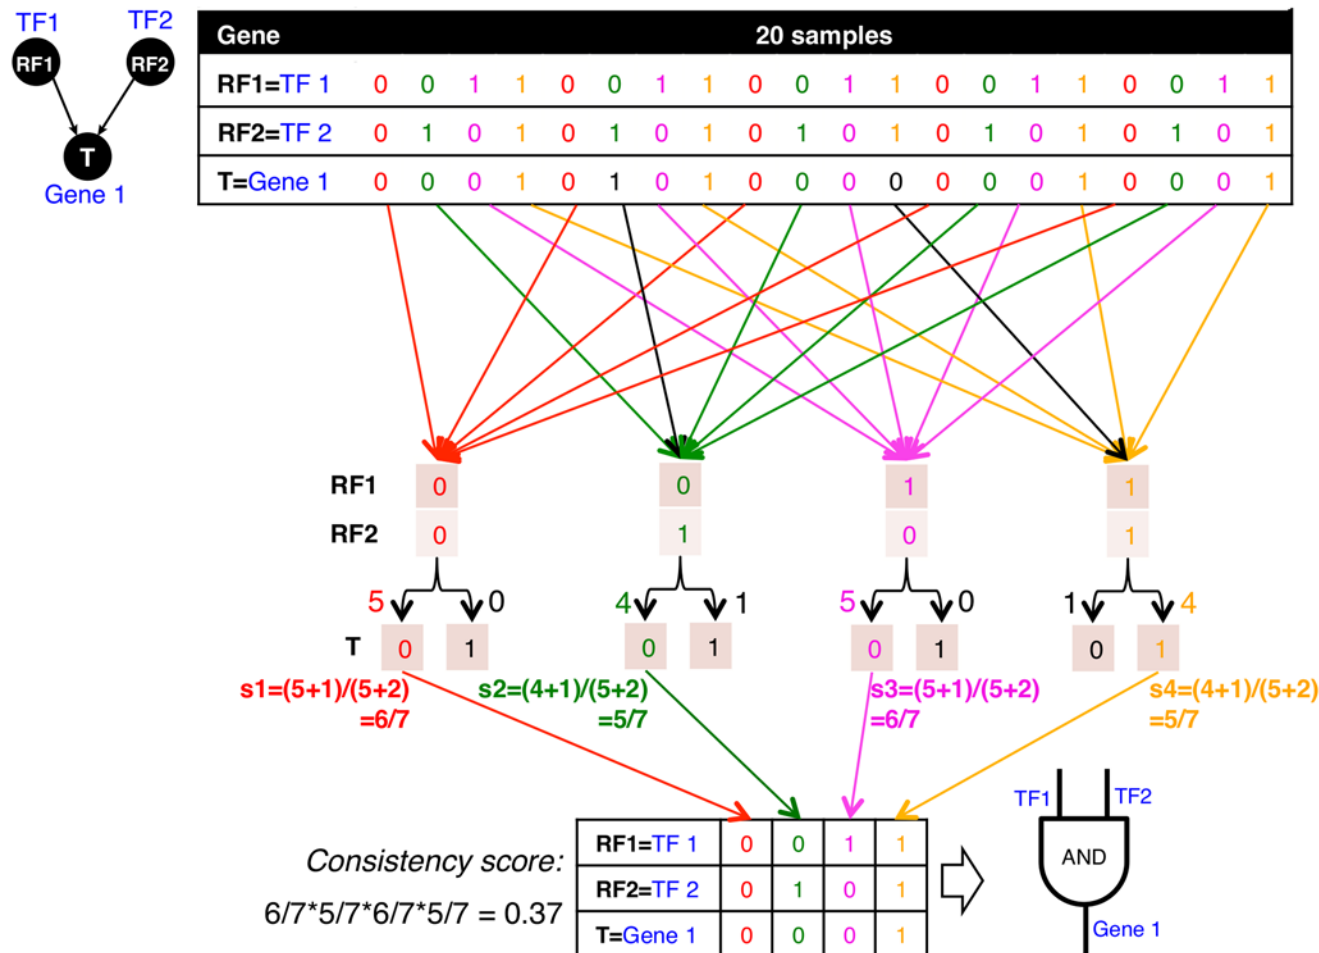 TF1 TF2
RF1 RF2
T
Gene 1
Gene 20 samples
RF1=TF 1 0 0 1 1 0 0 1 1 0 0 1 1 0 0 1 1 0 0 1 1
RF2=TF 2 0 1 0 1 0 1 0 1 0 1 0 1 0 1 0 1 0 1 0 1
T=Gene 1 0 0 0 1 0 1 0 1 0 0 0 0 0 0 0 1 0 0 0 1
RF1 0 0 1 1
RF2 0 1 0 1
5 0 4 1 5 0 1 4
T 0 1 0 1 0 1 0 1
s1=(5+1)/(5+2) s2=(4+1)/(5+2) s3=(5+1)/(5+2) s4=(4+1)/(5+2)
=6/7 =5/7 =6/7 =5/7
TF1 TF2
RF1=TF 1 0 0 1 1
Consistency score:
AND
RF2=TF 2 0 1 0 1
6/7*5/7*6/7*5/7 = 0.37
T=Gene 1 0 0 0 1
Gene 1